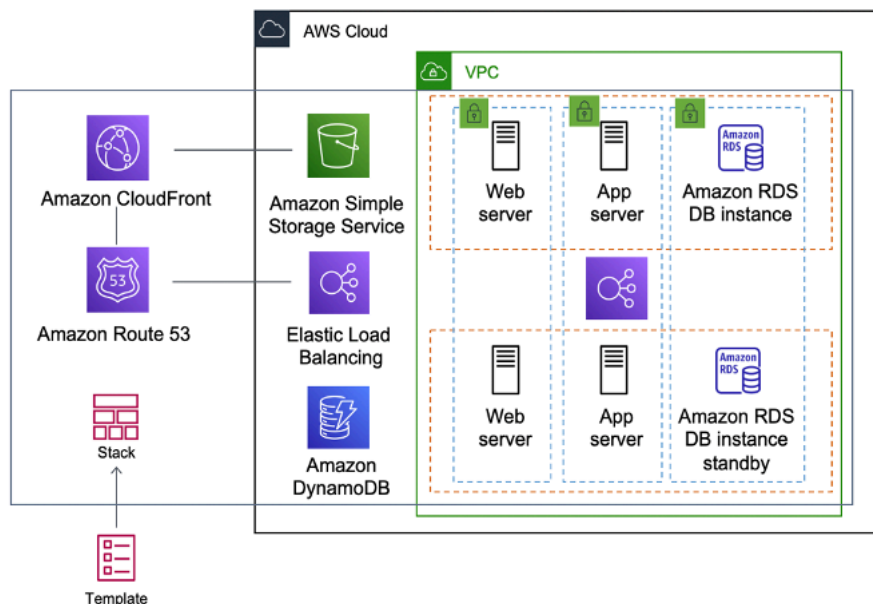 AWS Cloud
VPC
Amazon CloudFront
Amazon Simple
Storage Service
Web
server
App
server
Amazon
RDS
Amazon RDS
DB instance
53
Amazon Route 53
Elastic Load
Balancing
Stack
Amazon
DynamoDB
Web
server
App
server
Amazon
RDS
Amazon RDS
DB instance
standby
Template